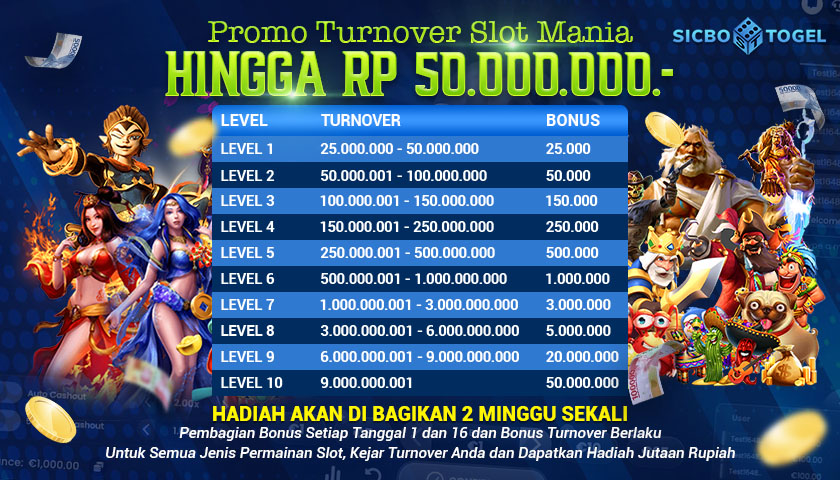 Promo Turnover Slot Mania
SICBO TOGEL
HINGGA RP 50.000.000.-
LEVEL TURNOVER BONUS
LEVEL 1 25.000.000 - 50.000.000 25.000
LEVEL 2 50.000.001 - 100.000.000 50.000
LEVEL 3 100.000.001 - 150.000.000 150.000
LEVEL 4 150.000.001 - 250.000.000 250.000
LEVEL 5 250.000.001 - 500.000.000 500.000
LEVEL 6 500.000.001 - 1.000.000.000 1.000.000
LEVEL 7 1.000.000.001 - 3.000.000.000 3.000.000
LEVEL 8 3.000.000.001 - 6.000.000.000 5.000.000
LEVEL 9 6.000.000.001 - 9.000.000.000 20.000.000
LEVEL 10 9.000.000.001 50.000.000
Auto Cashout
2.00x
HADIAH AKAN DI BAGIKAN 2 MINGGU SEKALI
Pembagian Bonus Setiap Tanggal 1 dan 16 dan Bonus Turnover Berlaku
Untuk Semua Jenis Permainan Slot, Kejar Turnover Anda dan Dapatkan Hadiah Jutaan Rupiah
User
€1,000.00